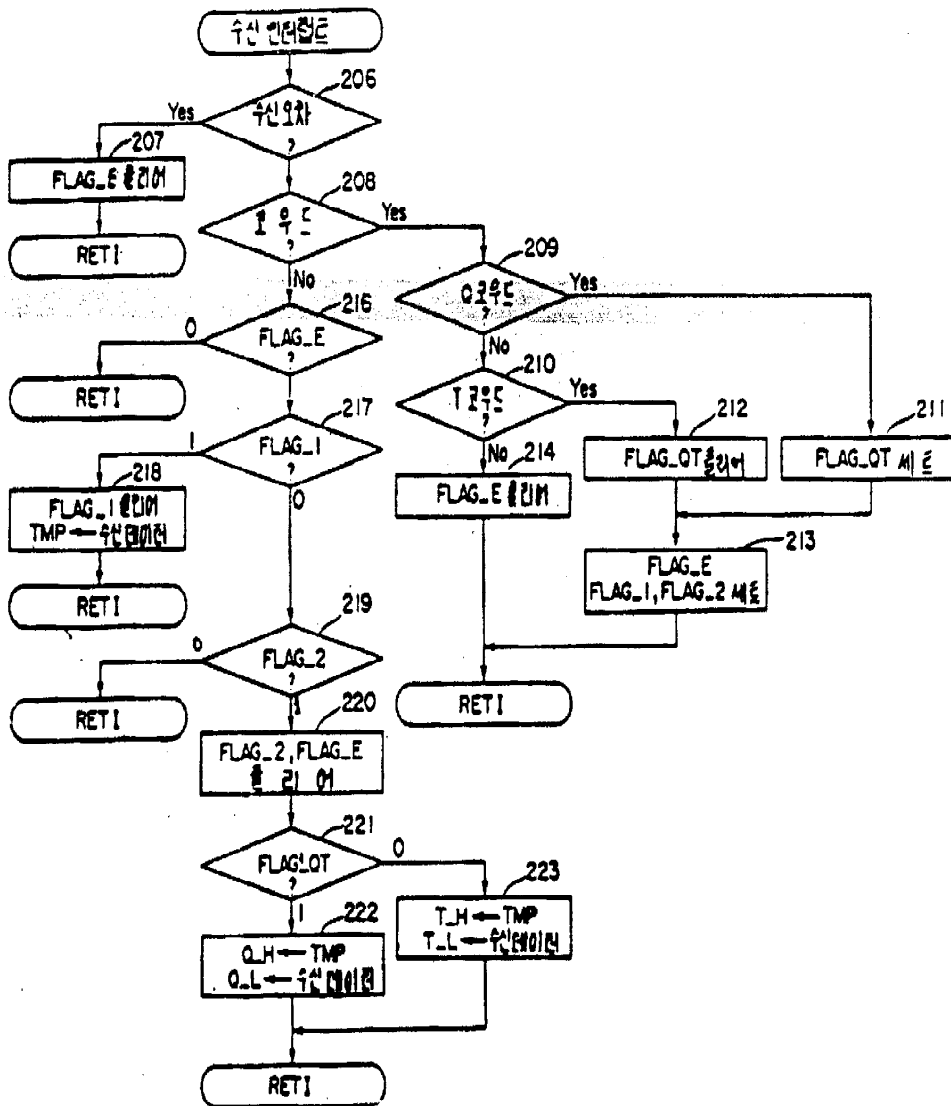 수신 인터럽트
206
수신오차
?
Yes
207
FLAG_E 클리어
RETI
208
로우드
?
Yes
No
209
Q로우드
?
Yes
No
216
FLAG_E
?
0
RETI
210
T로우드
?
Yes
No
212
FLAG_QT 클리어
211
FLAG_QT 세트
214
FLAG_E 클리어
213
FLAG_E
FLAG_1, FLAG_2 세트
RETI
217
FLAG_1
?
1
0
218
FLAG_1 클리어
TMP ← 수신데이터
RETI
219
FLAG_2
?
0
1
RETI
220
FLAG_2, FLAG_E
클리어
221
FLAG_QT
?
0
1
223
T_H ← TMP
T_L ← 수신데이터
222
Q_H ← TMP
Q_L ← 수신데이터
RETI